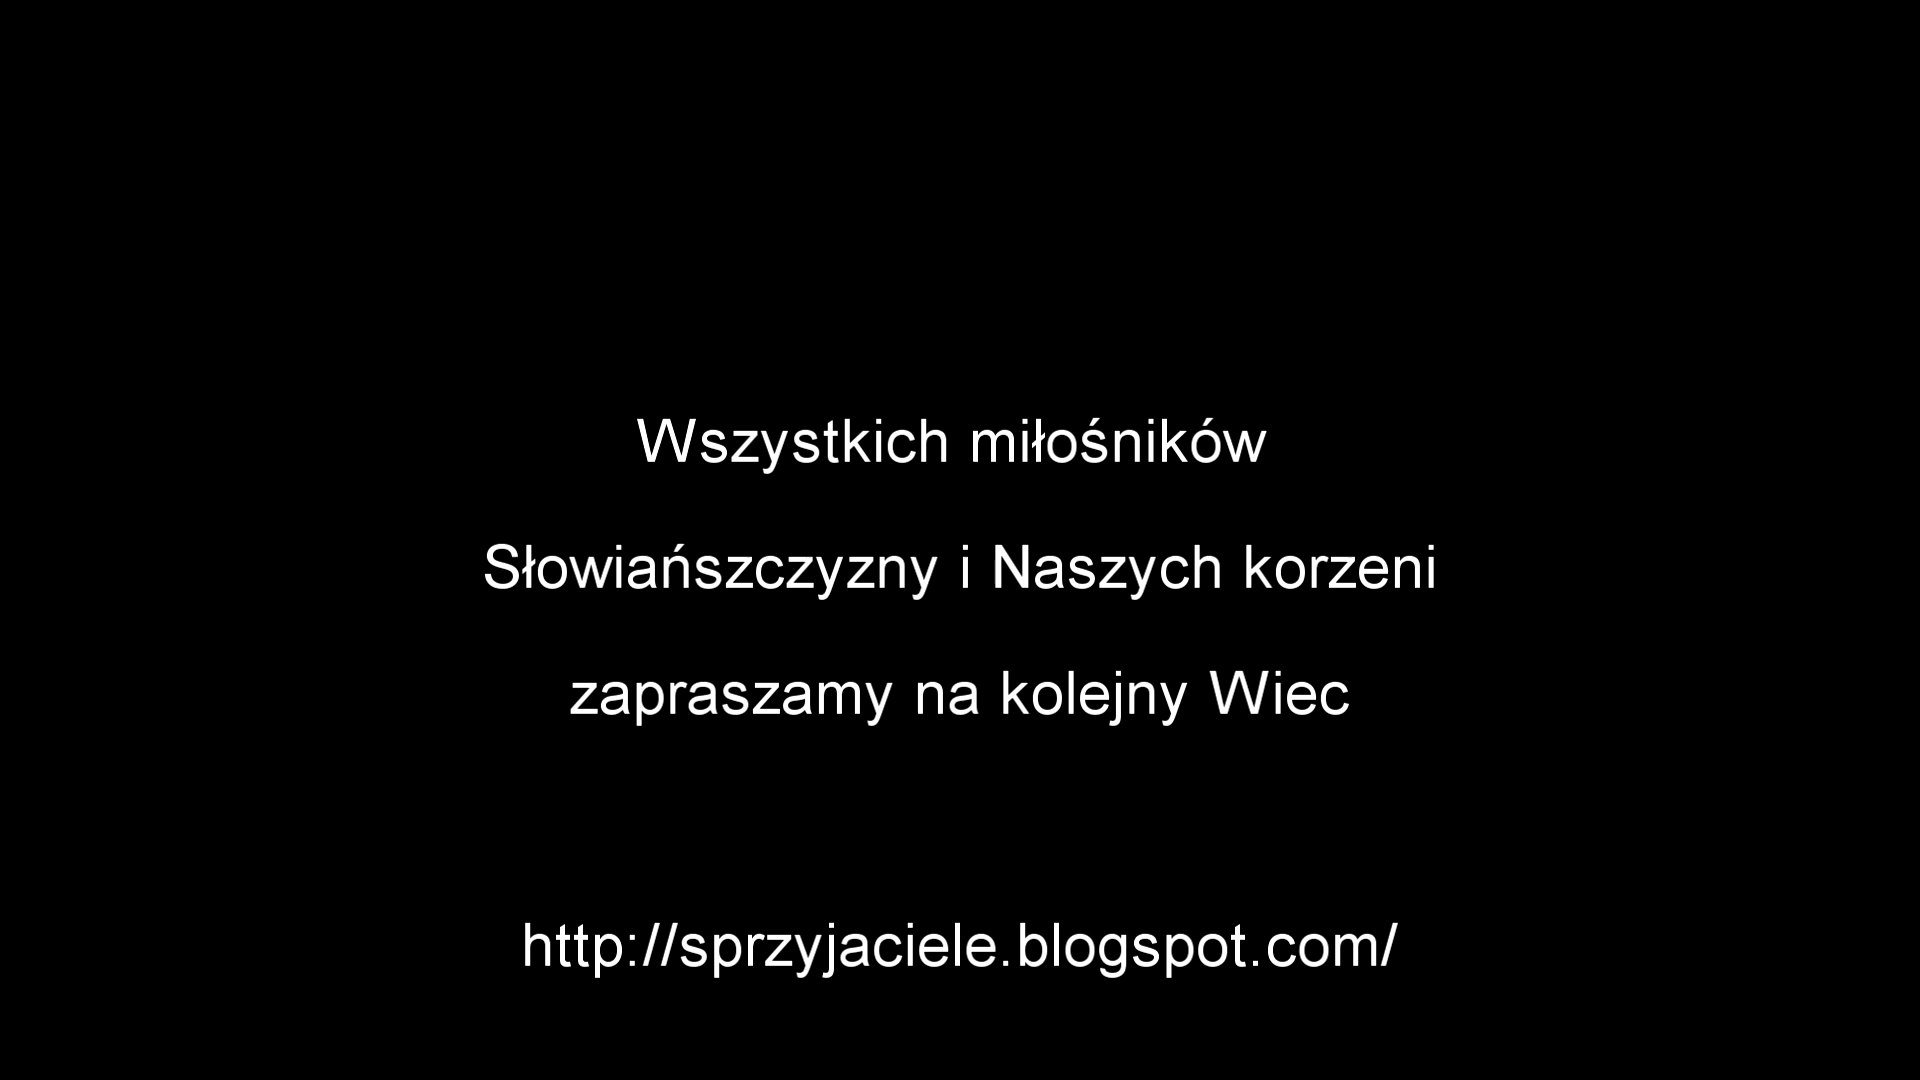 Wszystkich miłośników
Słowiańszczyzny i Naszych korzeni
zapraszamy na kolejny Wiec
http://sprzyjaciele.blogspot.com/